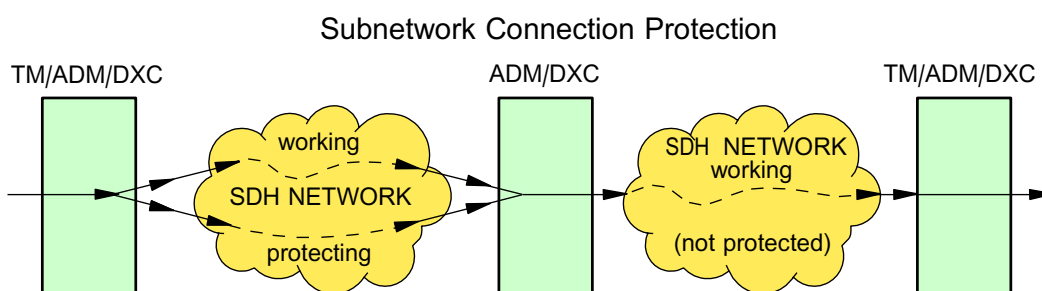 Subnetwork Connection Protection
TM/ADM/DXC
ADM/DXC
TM/ADM/DXC
working
SDH NETWORK
protecting
SDH NETWORK
working
(not protected)